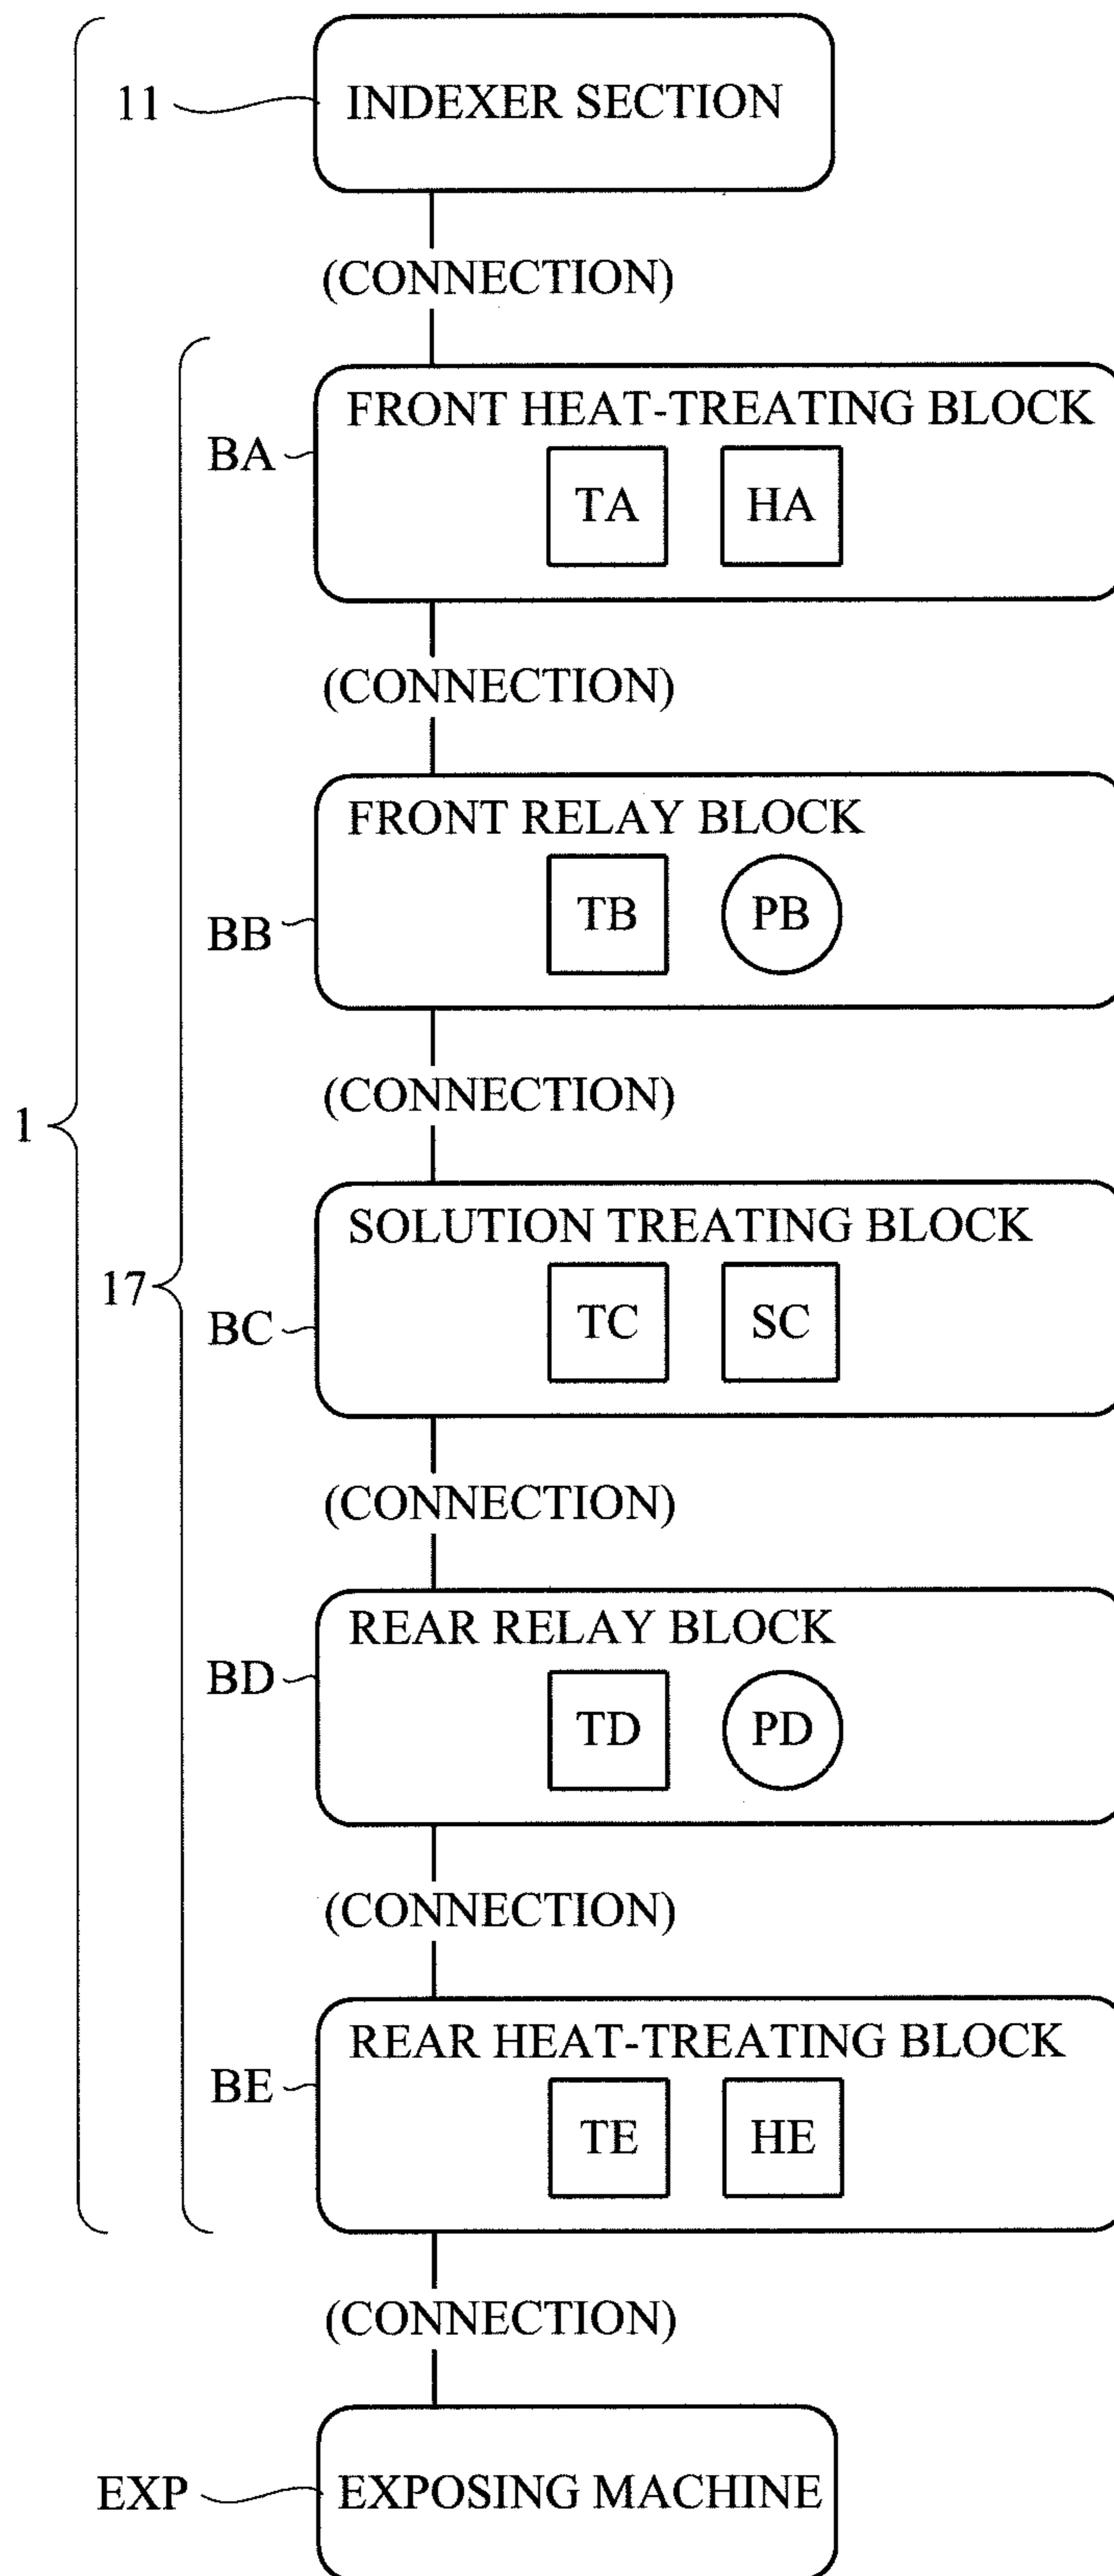 11 INDEXER SECTION
(CONNECTION)
FRONT HEAT-TREATING BLOCK
BA
TA HA
(CONNECTION)
FRONT RELAY BLOCK
TB PB
BB
(CONNECTION)
1
SOLUTION TREATING BLOCK
17
TC SC
BC
(CONNECTION)
REAR RELAY BLOCK
BD
TD PD
(CONNECTION)
REAR HEAT-TREATING BLOCK
BE
TE HE
(CONNECTION)
EXP EXPOSING MACHINE